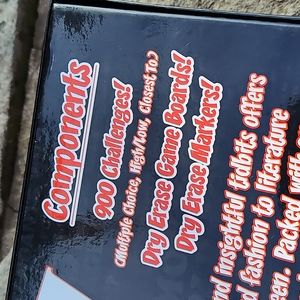 Components
900 Challenges!
(Multiple Choice, High/Low, Closest To.)
Dry Erase Game Boards!
Dry Erase Markers!
and insightful tidbits offers
fashion to literature
Packed with